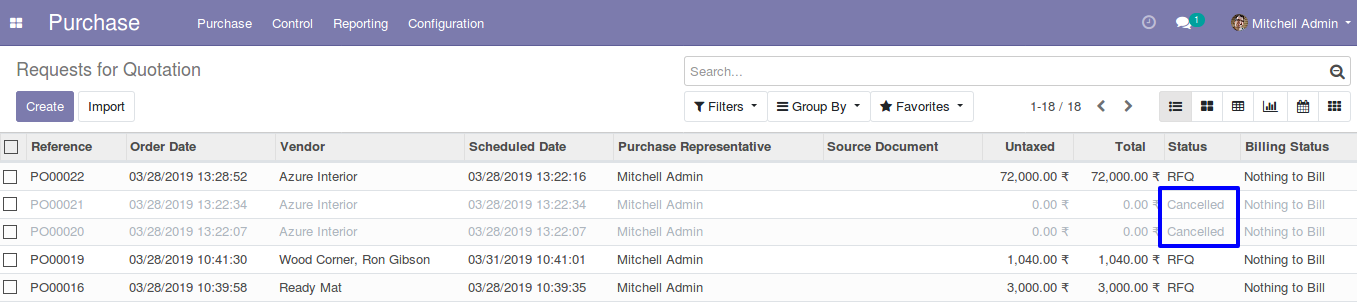 Purchase Purchase Control Reporting Configuration 1 Mitchell Admin
Requests for Quotation Search...
Create Import Filters Group By Favorites 1-18 / 18
Reference Order Date Vendor Scheduled Date Purchase Representative Source Document Untaxed Total Status Billing Status
PO00022 03/28/2019 13:28:52 Azure Interior 03/28/2019 13:22:16 Mitchell Admin 72,000.00 ₹ 72,000.00 ₹ RFQ Nothing to Bill
PO00021 03/28/2019 13:22:34 Azure Interior 03/28/2019 13:22:34 Mitchell Admin 0.00 ₹ 0.00 ₹ Cancelled Nothing to Bill
PO00020 03/28/2019 13:22:07 Azure Interior 03/28/2019 13:22:07 Mitchell Admin 0.00 ₹ 0.00 ₹ Cancelled Nothing to Bill
PO00019 03/28/2019 10:41:30 Wood Corner, Ron Gibson 03/31/2019 10:41:01 Mitchell Admin 1,040.00 ₹ 1,040.00 ₹ RFQ Nothing to Bill
PO00016 03/28/2019 10:39:58 Ready Mat 03/28/2019 10:39:35 Mitchell Admin 3,000.00 ₹ 3,000.00 ₹ RFQ Nothing to Bill